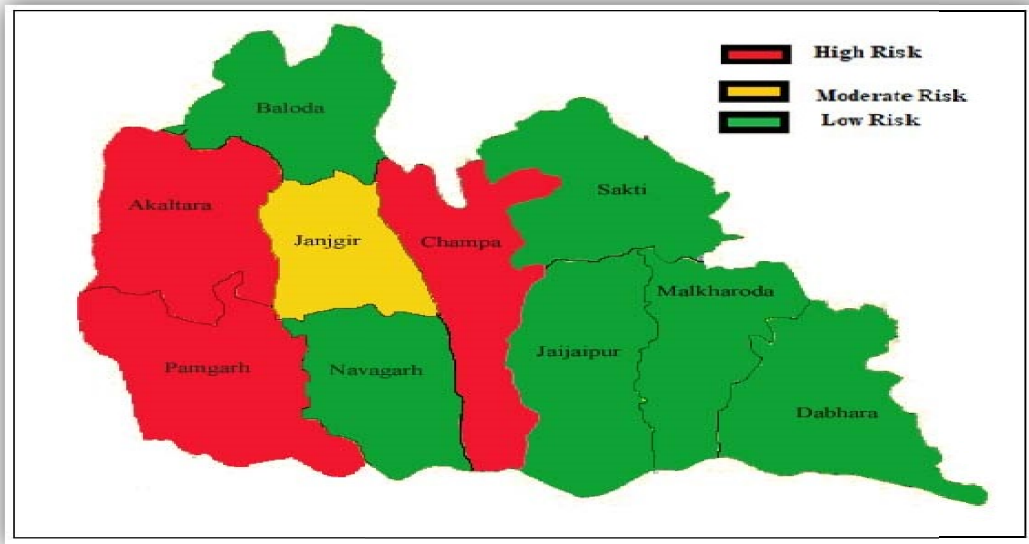 High Risk
Moderate Risk
Low Risk
Baloda
Akaltara
Janjgir
Champa
Sakti
Malkharoda
Pamgarh
Navagarh
Jaijaipur
Dabhara